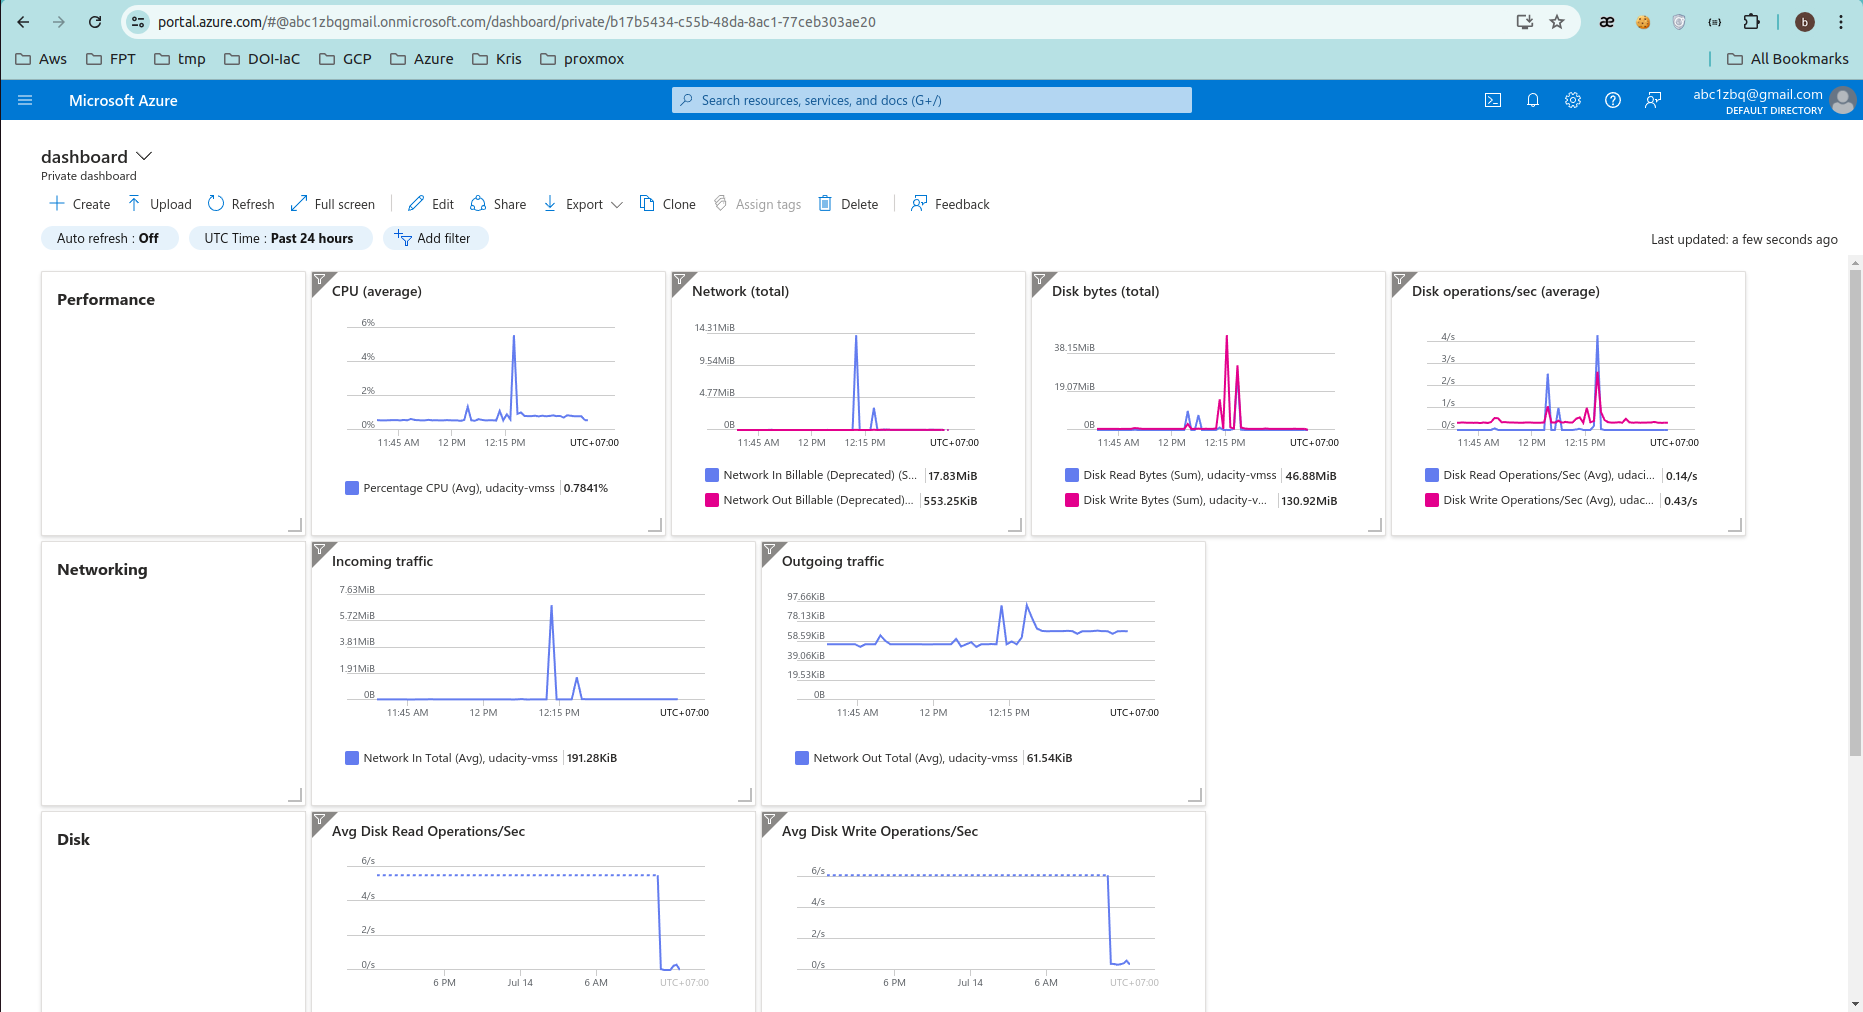 portal.azure.com/#@abc1zbqgmail.onmicrosoft.com/dashboard/private/b17b5434-c55b-48da-8ac1-77ceb303ae20
b
Aws FPT tmp DOI-IaC GCP Azure Kris proxmox All Bookmarks
Microsoft Azure Search resources, services, and docs (G+/) abc1zbq@gmail.com
DEFAULT DIRECTORY
dashboard
Private dashboard
Create Upload Refresh Full screen Edit Share Export Clone Assign tags Delete Feedback
Auto refresh : Off UTC Time : Past 24 hours Add filter Last updated: a few seconds ago
Performance
CPU (average)
6%
4%
2%
0%
11:45 AM 12 PM 12:15 PM UTC+07:00
Percentage CPU (Avg), udacity-vmss 0.7841%
Network (total)
14.31MiB
9.54MiB
4.77MiB
0B
11:45 AM 12 PM 12:15 PM UTC+07:00
Network In Billable (Deprecated) (S... 17.83MiB
Network Out Billable (Deprecated)... 553.25KiB
Disk bytes (total)
38.15MiB
19.07MiB
0B
11:45 AM 12 PM 12:15 PM UTC+07:00
Disk Read Bytes (Sum), udacity-vmss 46.88MiB
Disk Write Bytes (Sum), udacity-v... 130.92MiB
Disk operations/sec (average)
4/s
3/s
2/s
1/s
0/s
11:45 AM 12 PM 12:15 PM UTC+07:00
Disk Read Operations/Sec (Avg), udaci... 0.14/s
Disk Write Operations/Sec (Avg), udac... 0.43/s
Networking
Incoming traffic
7.63MiB
5.72MiB
3.81MiB
1.91MiB
0B
11:45 AM 12 PM 12:15 PM UTC+07:00
Network In Total (Avg), udacity-vmss 191.28KiB
Outgoing traffic
97.66KiB
78.13KiB
58.59KiB
39.06KiB
19.53KiB
0B
11:45 AM 12 PM 12:15 PM UTC+07:00
Network Out Total (Avg), udacity-vmss 61.54KiB
Disk
Avg Disk Read Operations/Sec
6/s
4/s
2/s
0/s
6 PM Jul 14 6 AM UTC+07:00
Avg Disk Write Operations/Sec
6/s
4/s
2/s
0/s
6 PM Jul 14 6 AM UTC+07:00